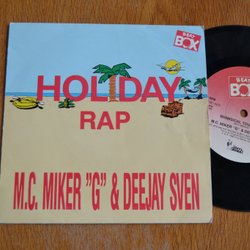 BEAT
BOX
HOLIDAY
RAP
M.C. MIKER "G" & DEEJAY SVEN
BEAT
BOX